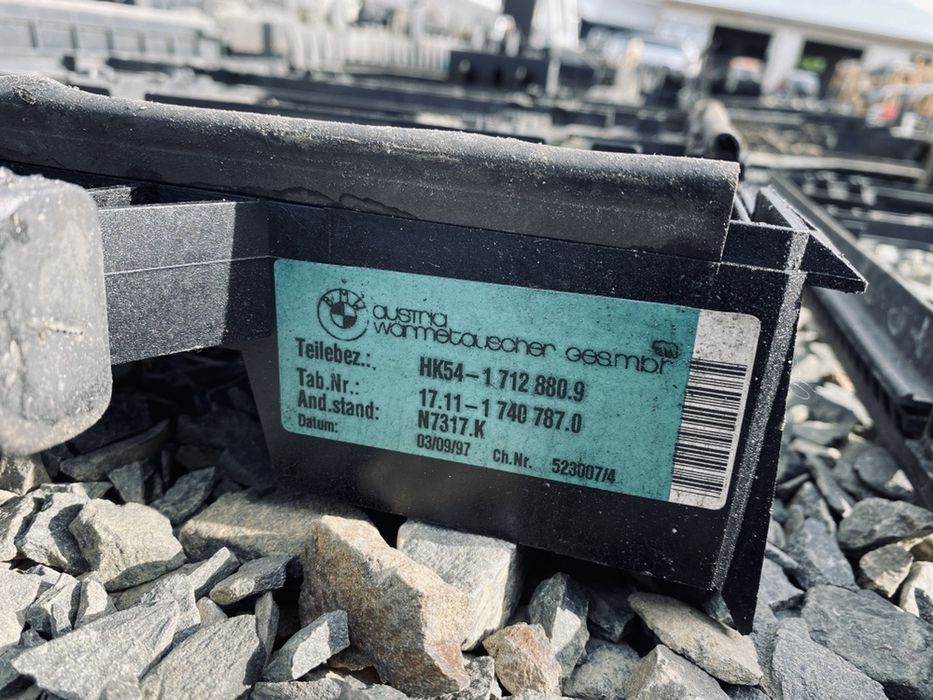 BMW
austria
wärmetauscher ges.mbr
Teilebez.: HK54-1 712 880.9
Tab.Nr.: 17.11-1 740 787.0
And.stand: N7317.K
Datum: 03/09/97 Ch.Nr. 523007/4